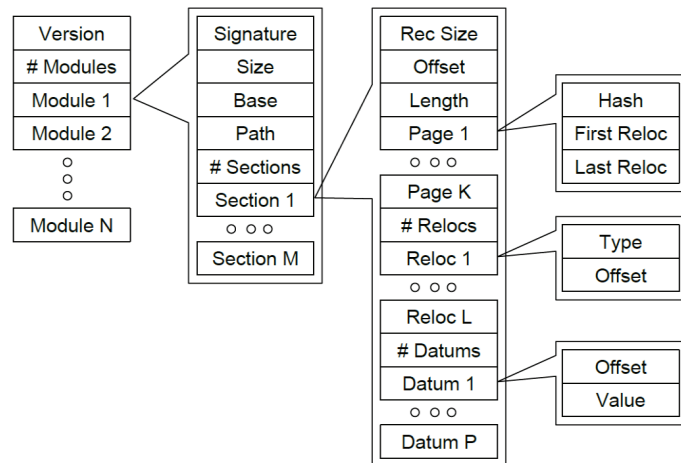 Version
# Modules
Module 1
Module 2
Module N
Signature
Size
Base
Path
# Sections
Section 1
Section M
Rec Size
Offset
Length
Page 1
Page K
# Relocs
Reloc 1
Reloc L
# Datums
Datum 1
Datum P
Hash
First Reloc
Last Reloc
Type
Offset
Offset
Value